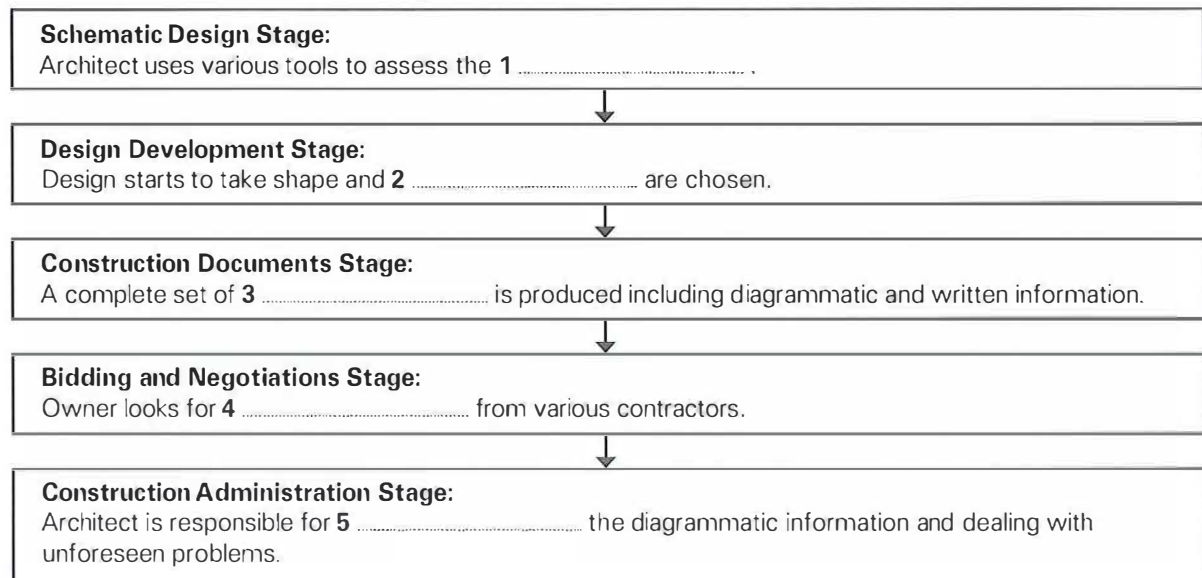 Schematic Design Stage:
Architect uses various tools to assess the 1 ........................................ .
Design Development Stage:
Design starts to take shape and 2 ........................................ are chosen.
Construction Documents Stage:
A complete set of 3 ........................................ is produced including diagrammatic and written information.
Bidding and Negotiations Stage:
Owner looks for 4 ........................................ from various contractors.
Construction Administration Stage:
Architect is responsible for 5 ........................................ the diagrammatic information and dealing with
unforeseen problems.